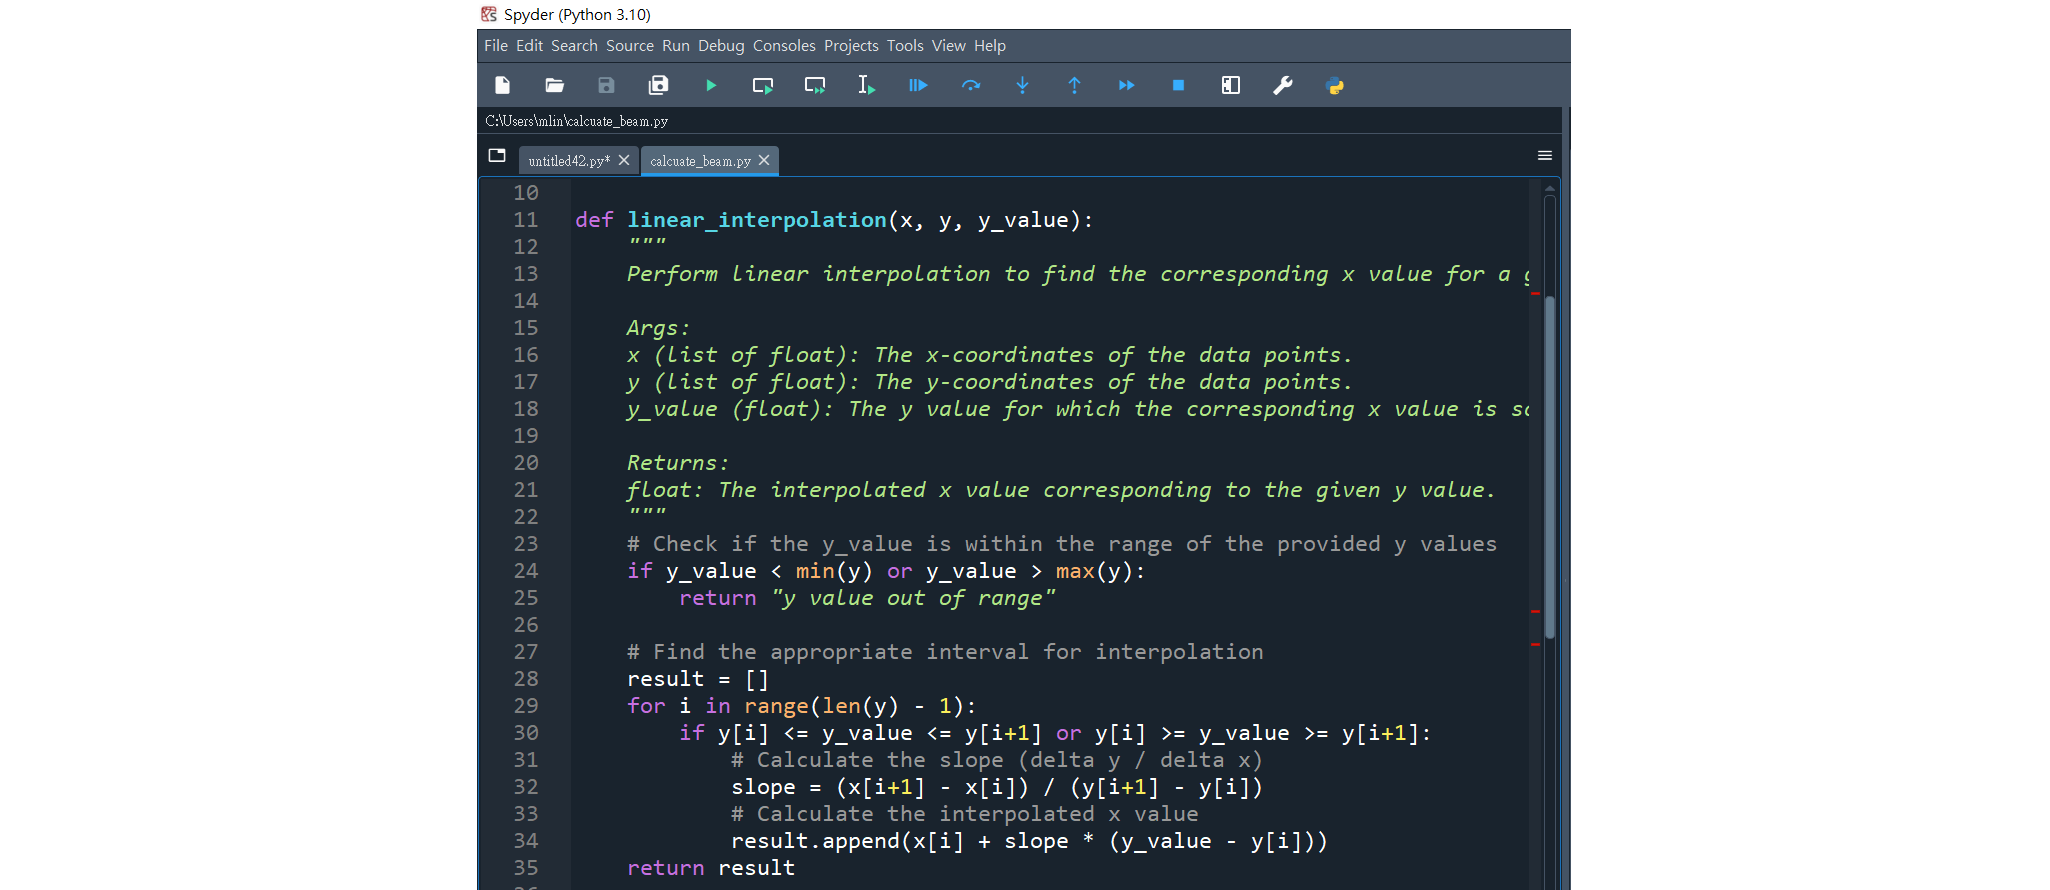 Spyder (Python 3.10)
File Edit Search Source Run Debug Consoles Projects Tools View Help
C:\Users\mlin\calcuate_beam.py
untitled42.py* calcuate_beam.py
10
11 def linear_interpolation(x, y, y_value):
12 """
13 Perform linear interpolation to find the corresponding x value for a
14
15 Args:
16 x (list of float): The x-coordinates of the data points.
17 y (list of float): The y-coordinates of the data points.
18 y_value (float): The y value for which the corresponding x value is
19
20 Returns:
21 float: The interpolated x value corresponding to the given y value.
22 """
23 # Check if the y_value is within the range of the provided y values
24 if y_value < min(y) or y_value > max(y):
25 return "y value out of range"
26
27 # Find the appropriate interval for interpolation
28 result = []
29 for i in range(len(y) - 1):
30 if y[i] <= y_value <= y[i+1] or y[i] >= y_value >= y[i+1]:
31 # Calculate the slope (delta y / delta x)
32 slope = (x[i+1] - x[i]) / (y[i+1] - y[i])
33 # Calculate the interpolated x value
34 result.append(x[i] + slope * (y_value - y[i]))
35 return result